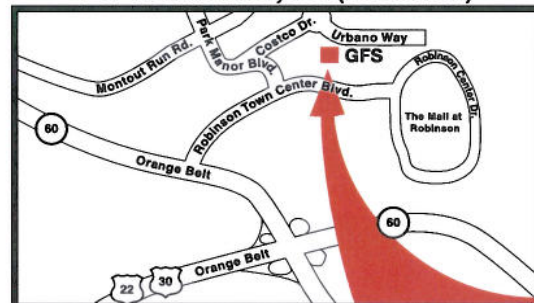 Urbano Way
Costco Dr.
Park Manor Blvd.
GFS
Montout Run Rd.
Robinson Town Center Blvd.
Robinson Center Dr.
The Mall at
Robinson
60
Orange Belt
60
Orange Belt
30
22